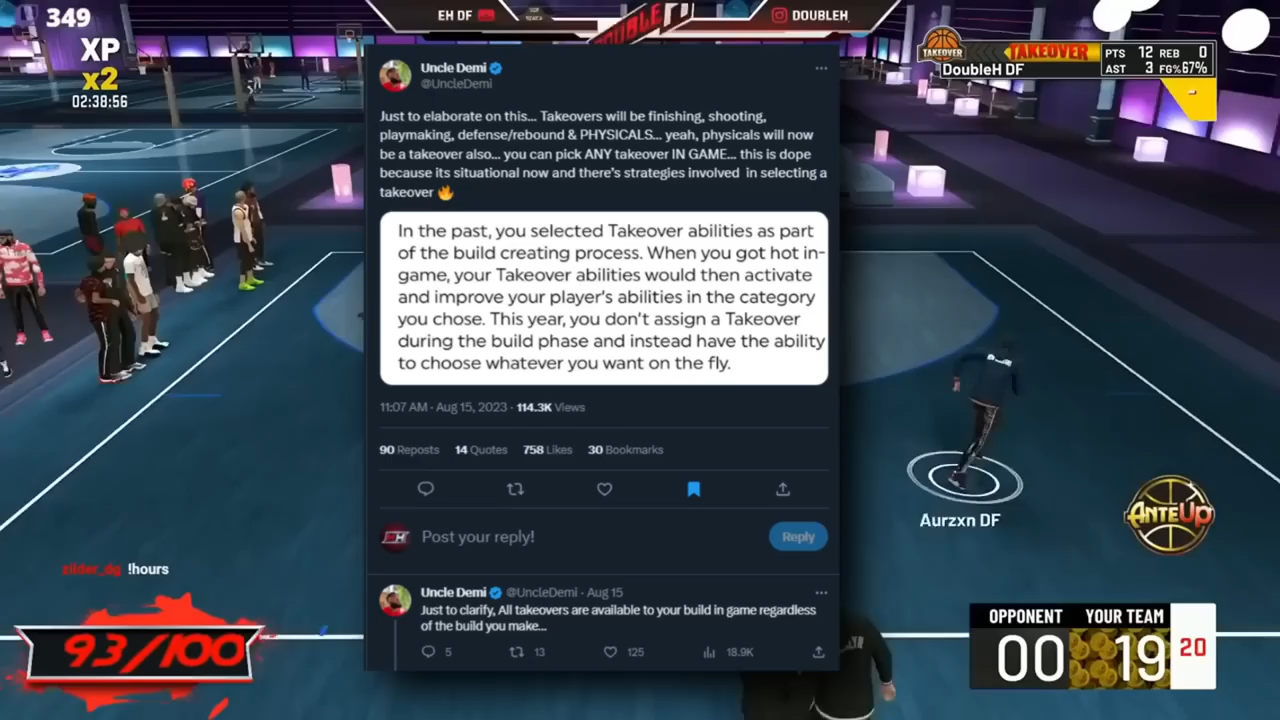 349
XP
x2
02:38:56
EH DF
DOUBLEH
TAKEOVER
TAKEOVER
DoubleH DF
PTS 12 REB 0
AST 3 FG% 67%
Uncle Demi
@UncleDemi
Just to elaborate on this... Takeovers will be finishing, shooting,
playmaking, defense/rebound & PHYSICALS... yeah, physicals will now
be a takeover also... you can pick ANY takeover IN GAME... this is dope
because its situational now and there's strategies involved in selecting a
takeover 🔥
In the past, you selected Takeover abilities as part
of the build creating process. When you got hot in-
game, your Takeover abilities would then activate
and improve your player's abilities in the category
you chose. This year, you don't assign a Takeover
during the build phase and instead have the ability
to choose whatever you want on the fly.
11:07 AM · Aug 15, 2023 · 114.3K Views
90 Reposts 14 Quotes 758 Likes 30 Bookmarks
EH
Post your reply!
Reply
Uncle Demi @UncleDemi · Aug 15
Just to clarify, All takeovers are available to your build in game regardless
of the build you make...
5 13 125 18.9K
Aurzxn DF
ANTEUP
zilder_dg !hours
93/100
OPPONENT YOUR TEAM
00 19 20